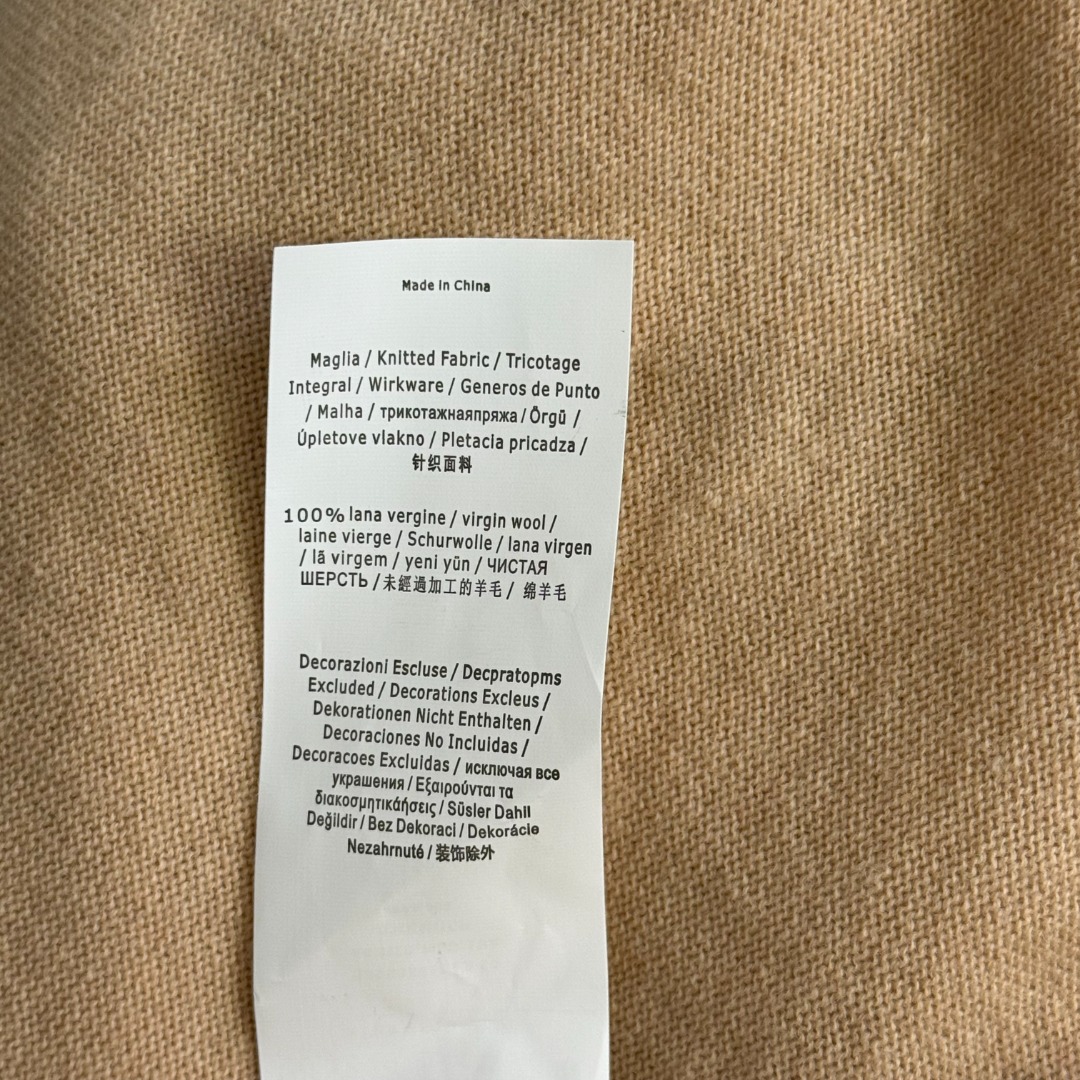 Made in China
Maglia / Knitted Fabric / Tricotage
Integral / Wirkware / Generos de Punto
/ Malha / трикотажнаяпряжа / Örgü /
Úpletove vlakno / Pletacia pricadza /
针织面料
100% lana vergine / virgin wool /
laine vierge / Schurwolle / lana virgen
/ lã virgem / yeni yün / ЧИСТАЯ
ШЕРСТЬ / 未經過加工的羊毛 / 绵羊毛
Decorazioni Escluse / Decpratopms
Excluded / Decorations Excleus /
Dekorationen Nicht Enthalten /
Decoraciones No Incluidas /
Decoracoes Excluidas / исключая все
украшения / Εξαιρούνται τα
διακοσμητικάήσεις / Süsler Dahil
Değildir / Bez Dekoraci / Dekorácie
Nezahrnuté / 装饰除外